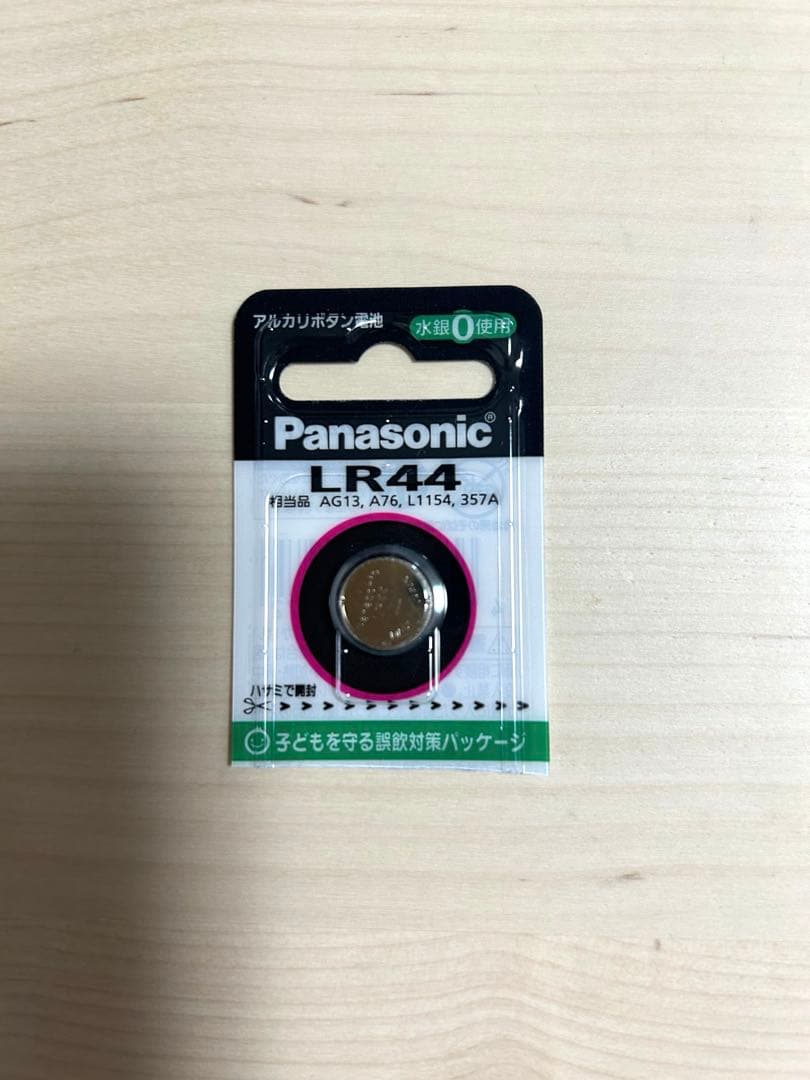 アルカリボタン電池
水銀0使用
Panasonic®
LR44
相当品 AG13, A76, L1154, 357A
ハサミで開封
子どもを守る誤飲対策パッケージ